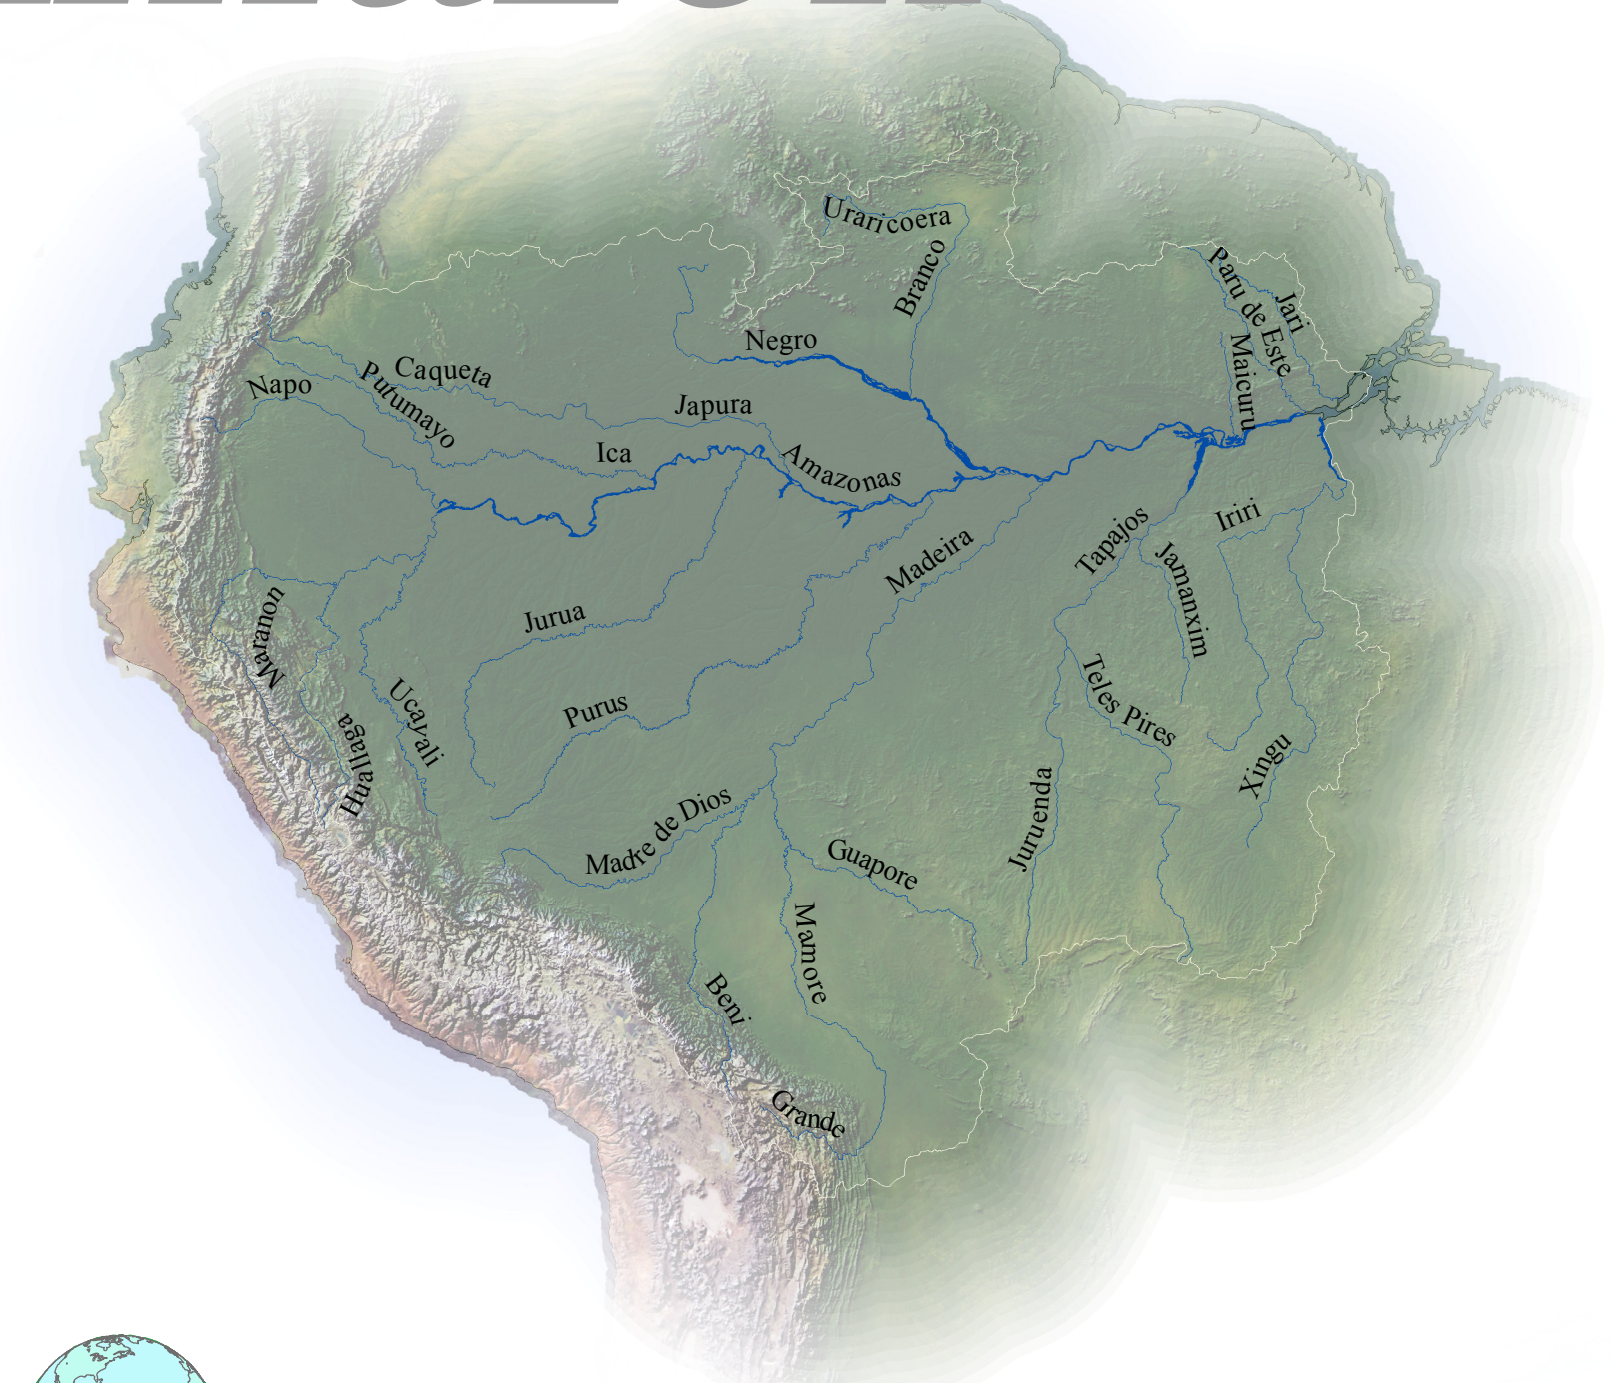 Uraricoera
Branco
Paru de Este
Jari
Maicuru
Negro
Caqueta
Napo
Putumayo
Japura
Ica
Amazonas
Madeira
Tapajos
Iriri
Jamanxim
Maranon
Jurua
Purus
Ucayali
Huallaga
Teles Pires
Xingu
Juruenda
Madre de Dios
Guapore
Mamore
Beni
Grande